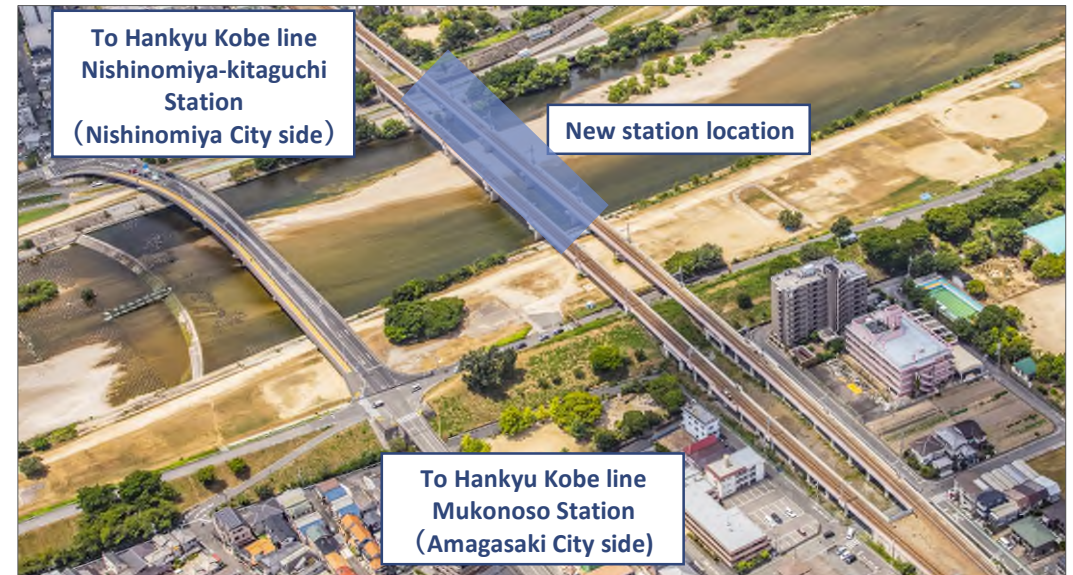 To Hankyu Kobe line
Nishinomiya-kitaguchi
Station
（Nishinomiya City side）
New station location
To Hankyu Kobe line
Mukonoso Station
（Amagasaki City side)